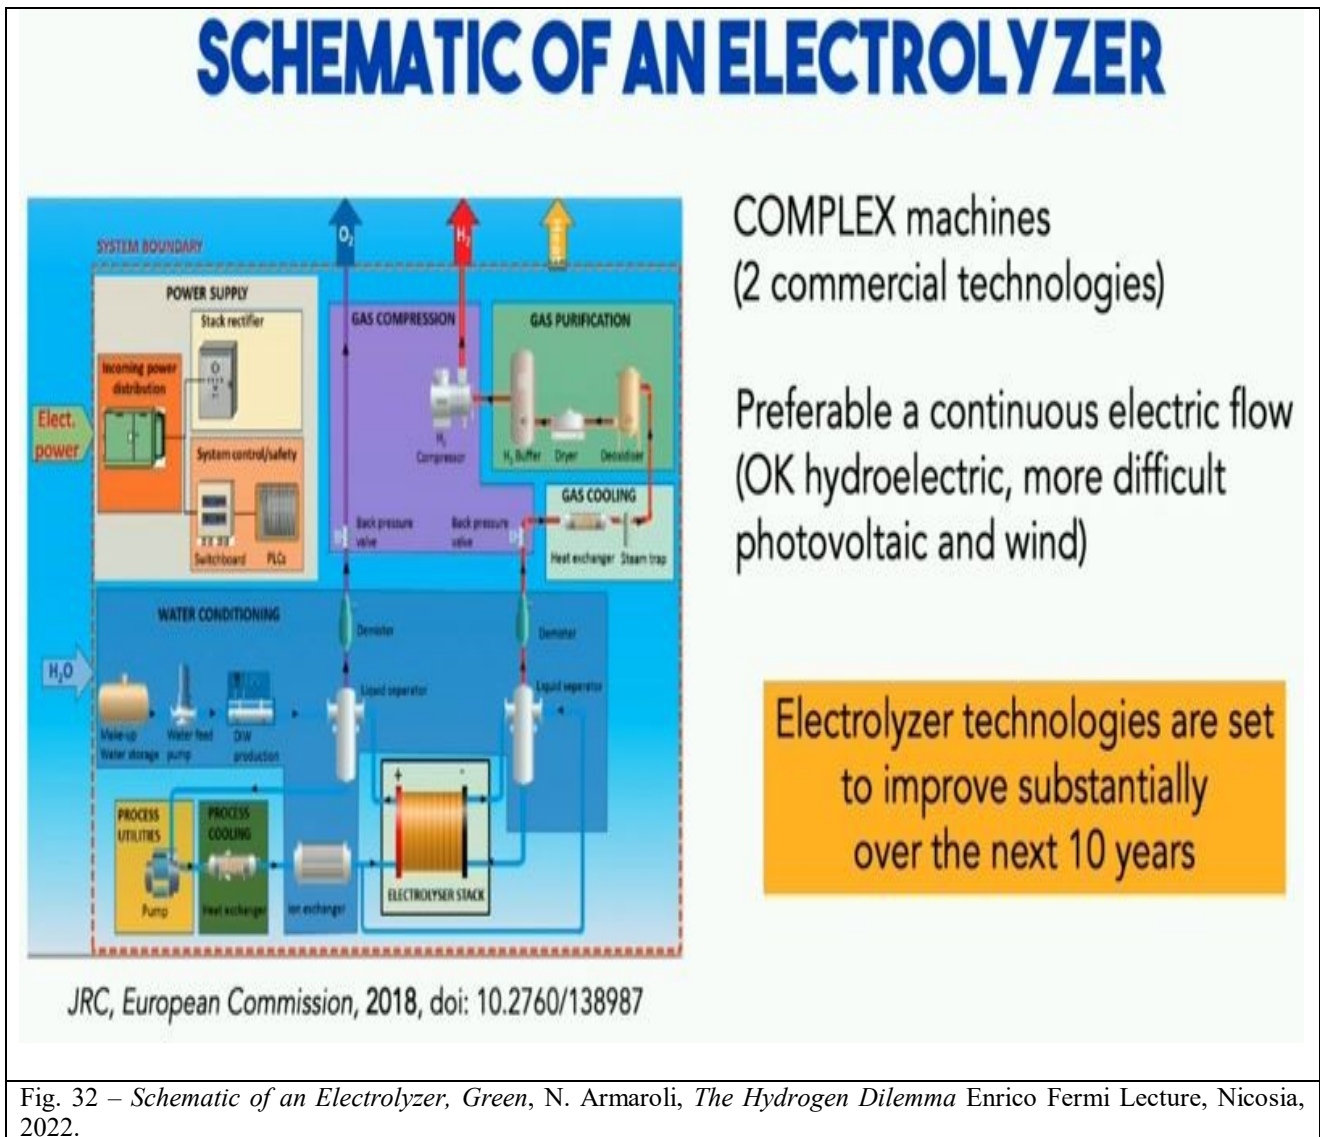 SCHEMATIC OF AN ELECTROLYZER
O₂
H₂
SYSTEM BOUNDARY
POWER SUPPLY
Stack rectifier
Incoming power
distribution
Elect.
power
System control/safety
Switchboard
PLCs
GAS COMPRESSION
H₂
Compressor
GAS PURIFICATION
H₂ Buffer
Dryer
Deoxidiser
GAS COOLING
Heat exchanger
Steam trap
Back pressure
valve
Back pressure
valve
WATER CONDITIONING
Demister
Demister
H₂O
Liquid separator
Liquid separator
Make-up
Water storage
Water feed
pump
DIW
production
PROCESS
UTILITIES
Pump
PROCESS
COOLING
Heat exchanger
Ion exchanger
+
-
ELECTROLYSER STACK
JRC, European Commission, 2018, doi: 10.2760/138987
COMPLEX machines
(2 commercial technologies)
Preferable a continuous electric flow
(OK hydroelectric, more difficult
photovoltaic and wind)
Electrolyzer technologies are set
to improve substantially
over the next 10 years
Fig. 32 – Schematic of an Electrolyzer, Green, N. Armaroli, The Hydrogen Dilemma Enrico Fermi Lecture, Nicosia,
2022.